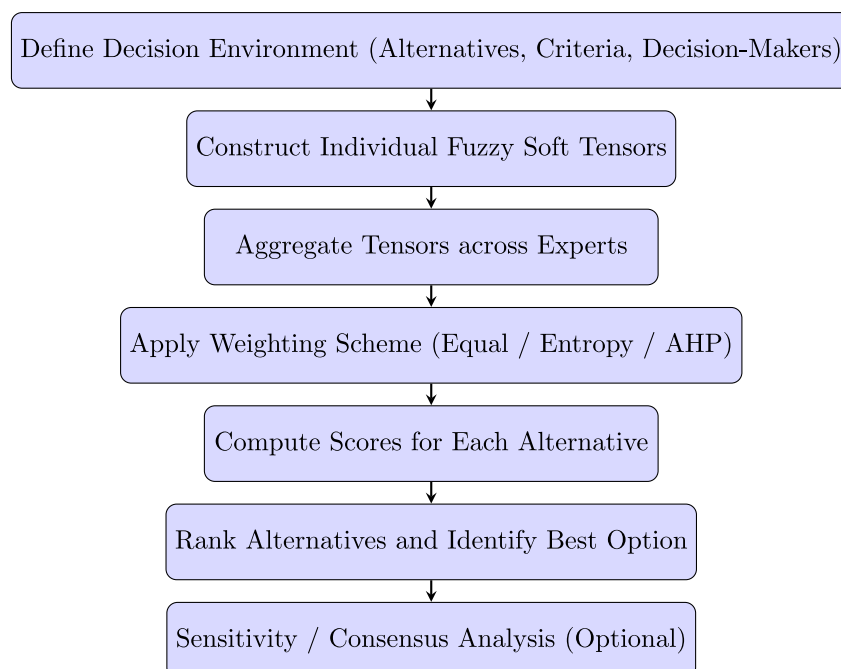 Define Decision Environment (Alternatives, Criteria, Decision-Makers)
Construct Individual Fuzzy Soft Tensors
Aggregate Tensors across Experts
Apply Weighting Scheme (Equal / Entropy / AHP)
Compute Scores for Each Alternative
Rank Alternatives and Identify Best Option
Sensitivity / Consensus Analysis (Optional)